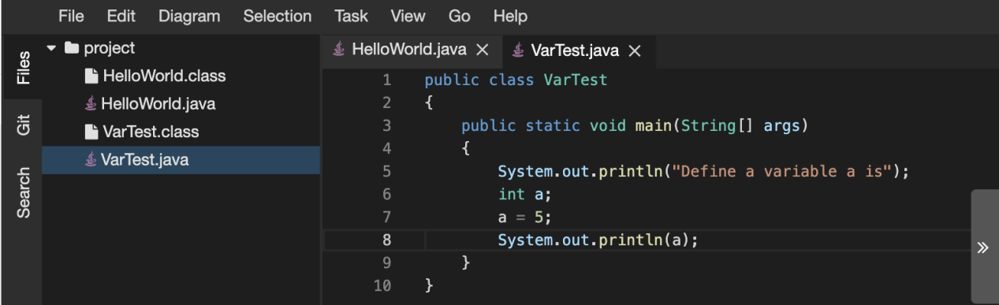 File Edit Diagram Selection Task View Go Help
Files
Git
Search
project
HelloWorld.class
HelloWorld.java
VarTest.class
VarTest.java
HelloWorld.java VarTest.java
1 public class VarTest
2 {
3     public static void main(String[] args)
4     {
5         System.out.println("Define a variable a is");
6         int a;
7         a = 5;
8         System.out.println(a);
9     }
10 }